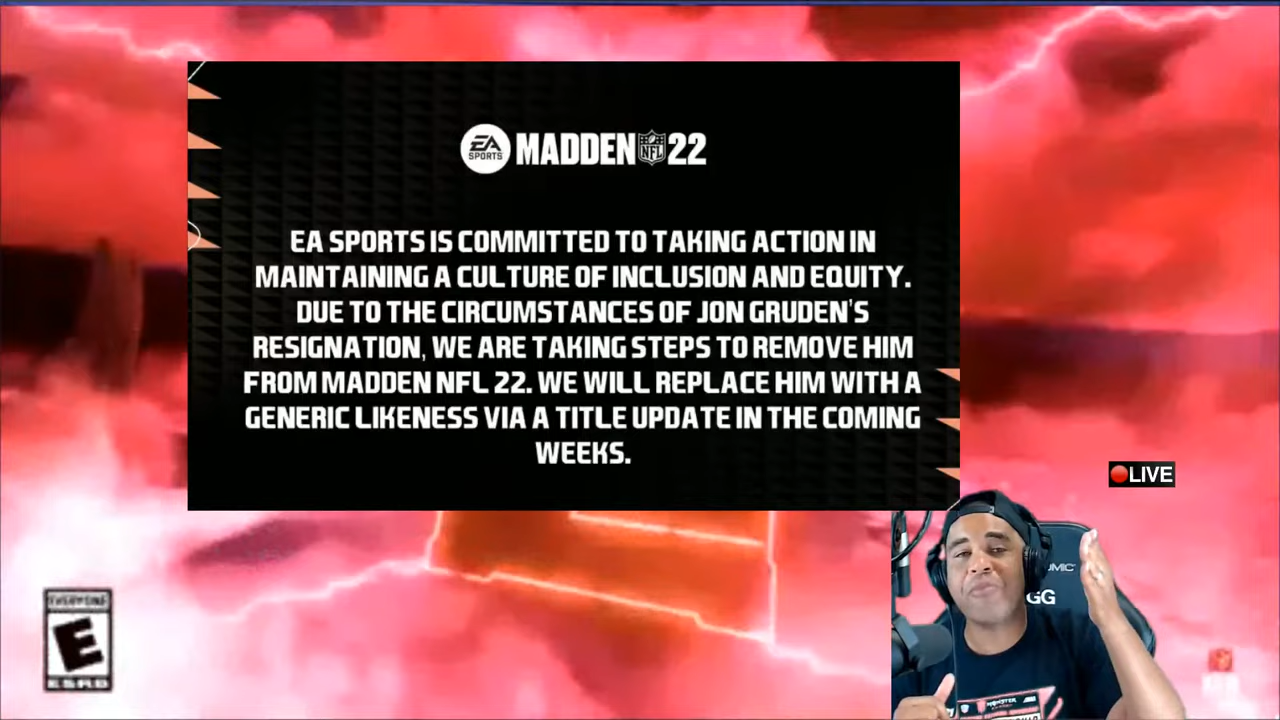 EA
SPORTS
MADDEN NFL 22
EA SPORTS IS COMMITTED TO TAKING ACTION IN
MAINTAINING A CULTURE OF INCLUSION AND EQUITY.
DUE TO THE CIRCUMSTANCES OF JON GRUDEN'S
RESIGNATION, WE ARE TAKING STEPS TO REMOVE HIM
FROM MADDEN NFL 22. WE WILL REPLACE HIM WITH A
GENERIC LIKENESS VIA A TITLE UPDATE IN THE COMING
WEEKS.
LIVE
GG
MONSTER
EVERYONE
E
ESRB